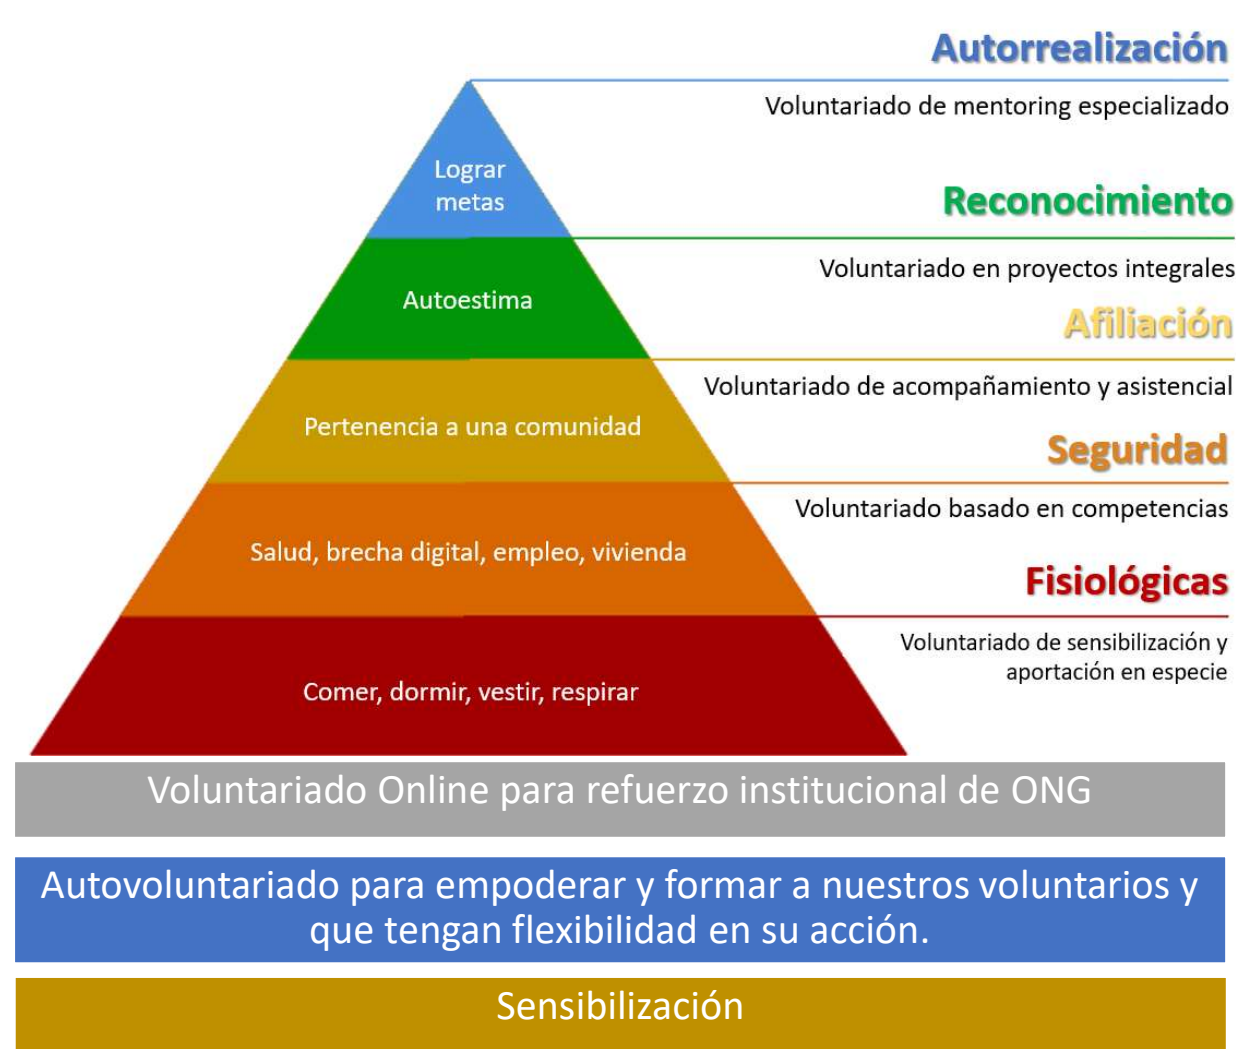 Autorrealización
Voluntariado de mentoring especializado
Lograr
metas
Reconocimiento
Voluntariado en proyectos integrales
Autoestima
Afiliación
Voluntariado de acompañamiento y asistencial
Pertenencia a una comunidad
Seguridad
Voluntariado basado en competencias
Salud, brecha digital, empleo, vivienda
Fisiológicas
Voluntariado de sensibilización y
aportación en especie
Comer, dormir, vestir, respirar
Voluntariado Online para refuerzo institucional de ONG
Autovoluntariado para empoderar y formar a nuestros voluntarios y
que tengan flexibilidad en su acción.
Sensibilización